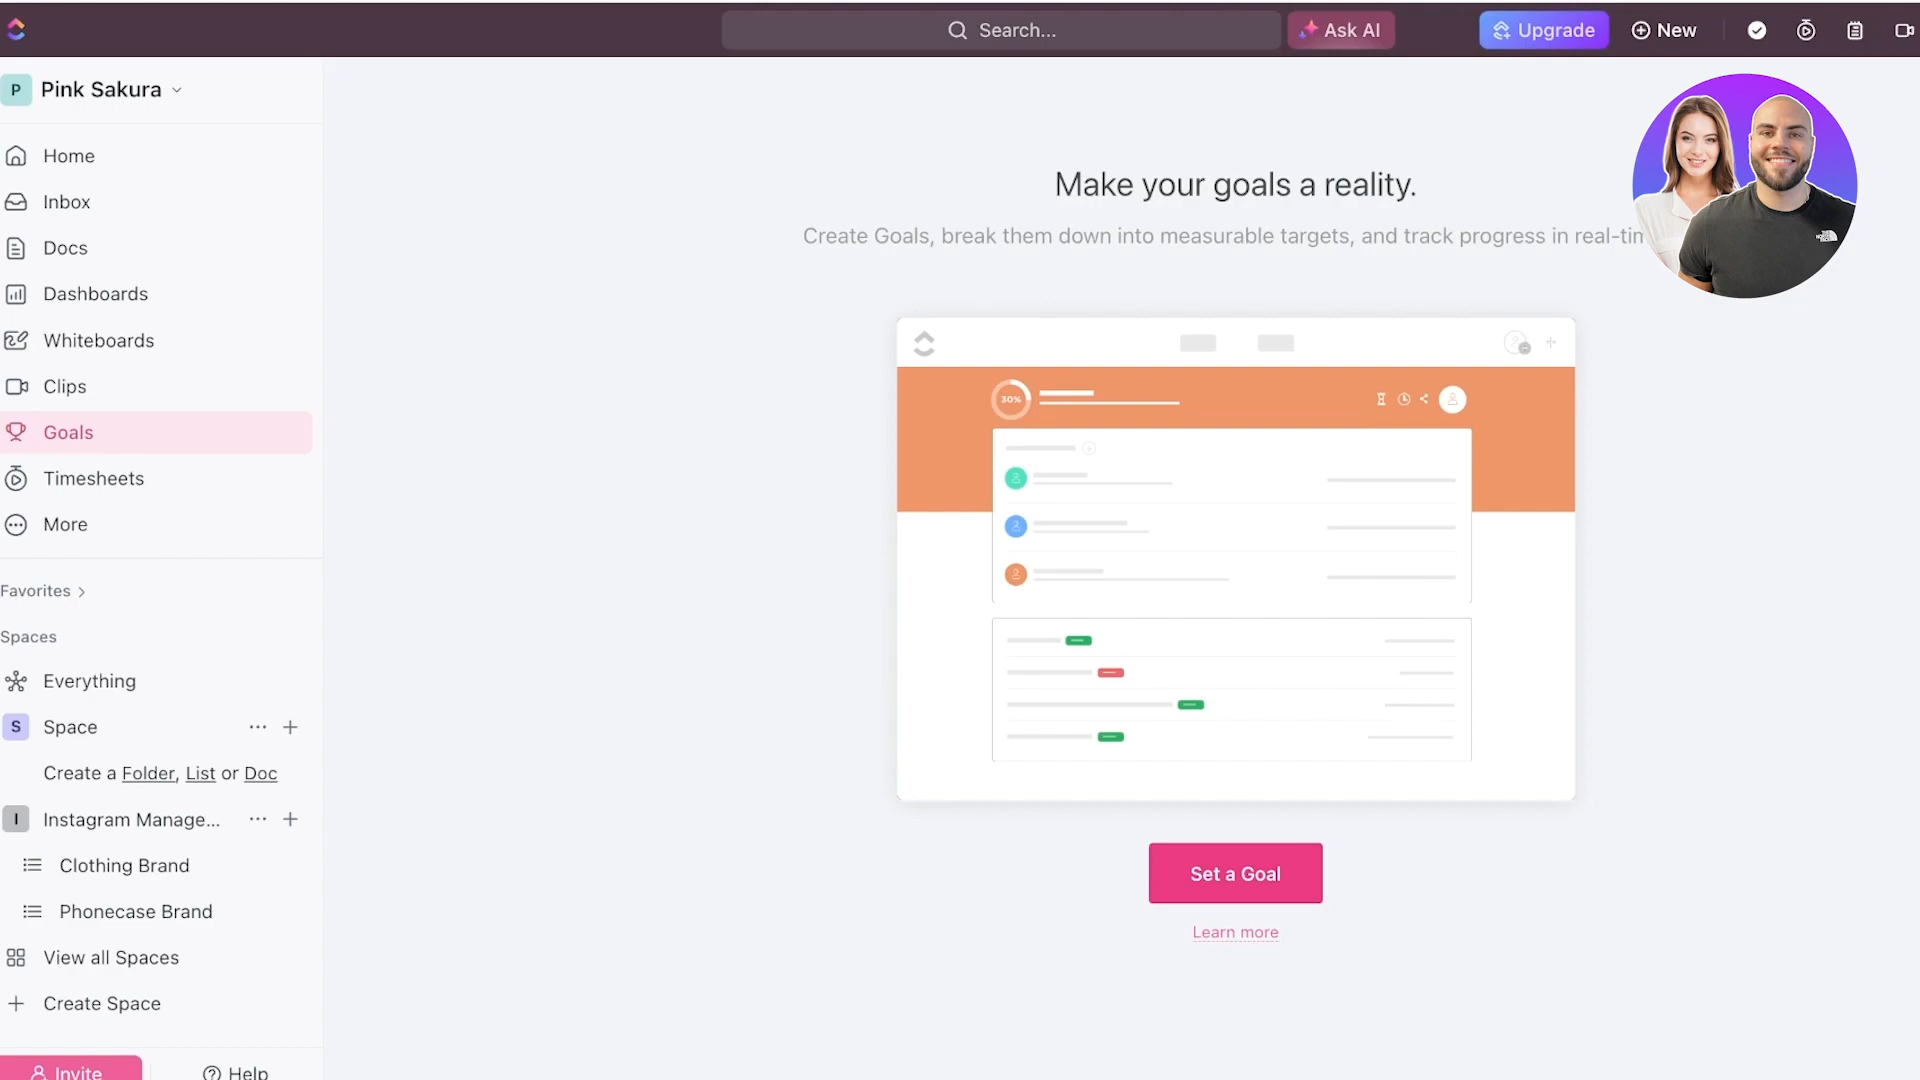 Search...
Ask AI
Upgrade
New
P
Pink Sakura
Home
Inbox
Docs
Dashboards
Whiteboards
Clips
Goals
Timesheets
More
Favorites
Spaces
Everything
S
Space
Create a Folder, List or Doc
I
Instagram Manage...
Clothing Brand
Phonecase Brand
View all Spaces
Create Space
Invite
Help
Make your goals a reality.
Create Goals, break them down into measurable targets, and track progress in real-tim
THE NORTH FACE
30%
Set a Goal
Learn more